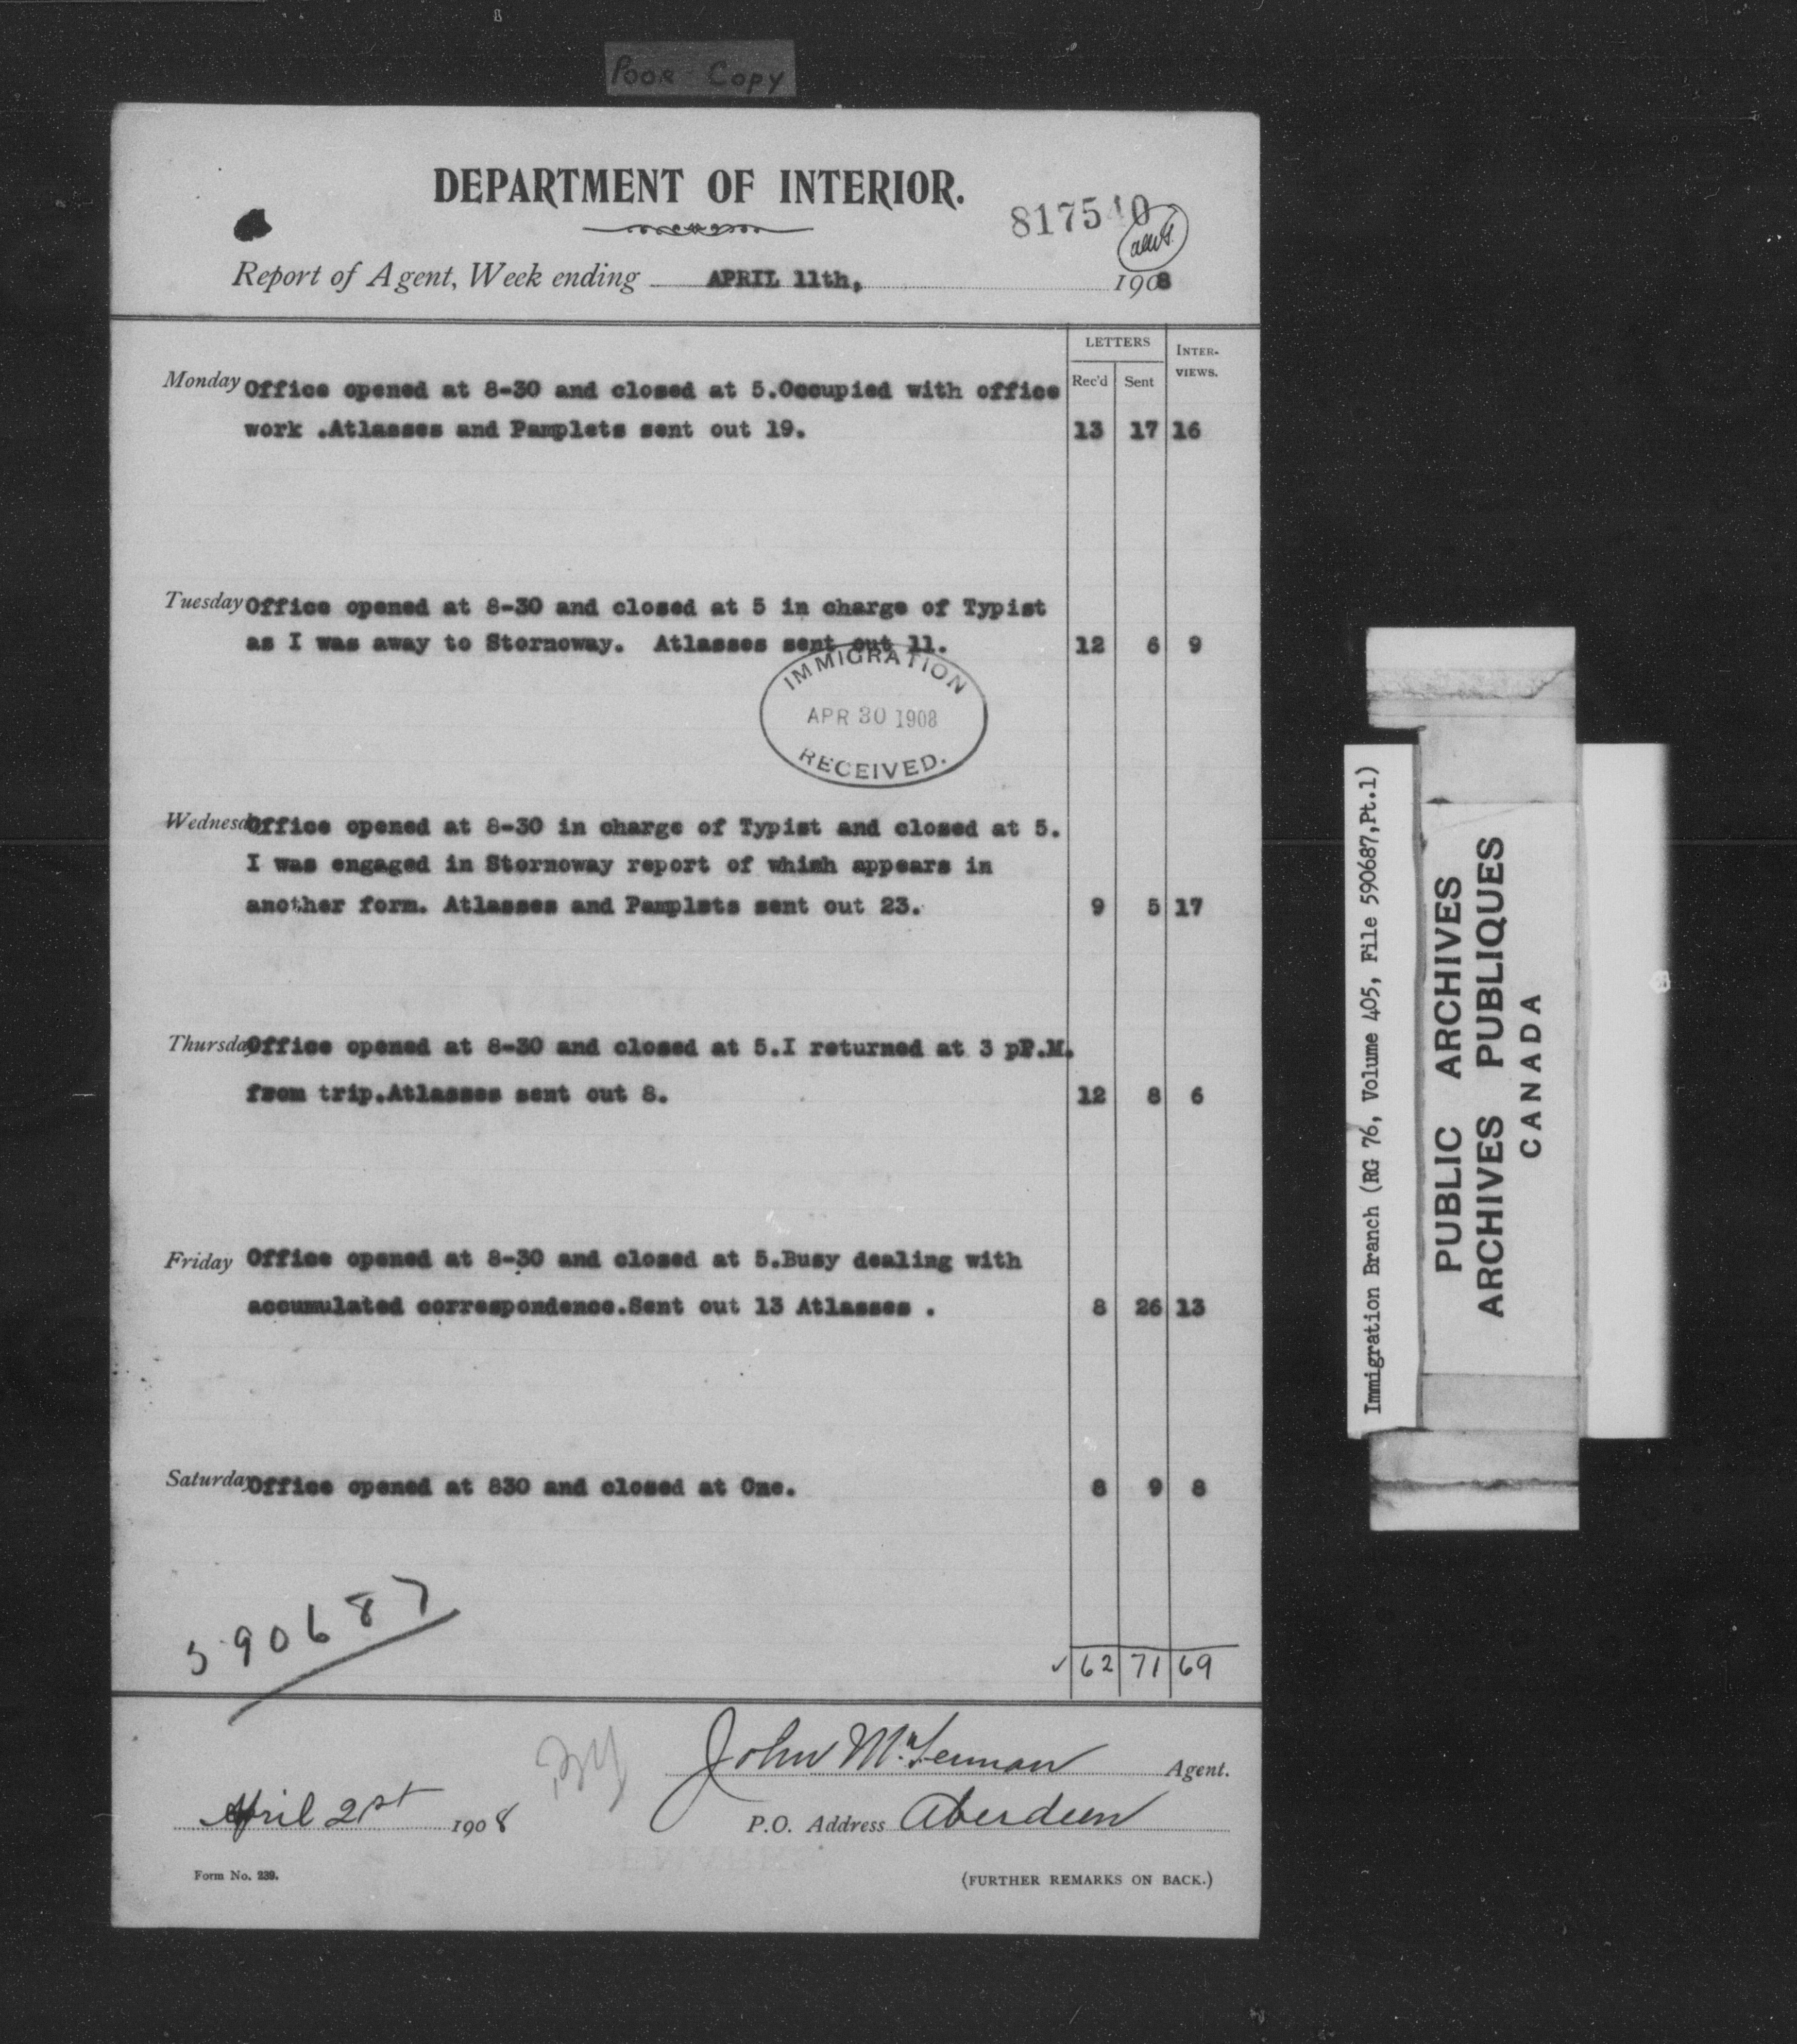 Poor Copy
DEPARTMENT OF INTERIOR.
817540
Report of Agent, Week ending APRIL 11th, 1908
LETTERS
INTER-
VIEWS.
Rec'd Sent
Monday Office opened at 8-30 and closed at 5.Occupied with office
work .Atlasses and Pamplets sent out 19. 13 17 16
Tuesday Office opened at 8-30 and closed at 5 in charge of Typist
as I was away to Stornoway. Atlasses sent out 11. 12 6 9
IMMIGRATION
APR 30 1908
RECEIVED.
Wednesday Office opened at 8-30 in charge of Typist and closed at 5.
I was engaged in Stornoway report of whihh appears in
another form. Atlasses and Pamplets sent out 23. 9 5 17
Thursday Office opened at 8-30 and closed at 5.I returned at 3 pP.M.
from trip.Atlasses sent out 8. 12 8 6
Friday Office opened at 8-30 and closed at 5.Busy dealing with
accumulated correspondence.Sent out 13 Atlasses . 8 26 13
Saturday Office opened at 830 and closed at One. 8 9 8
590687
✓ 62 71 69
John McLennan Agent.
April 21st 1908
P.O. Address Aberdeen
Form No. 239.
(FURTHER REMARKS ON BACK.)
Immigration Branch (RG 76, Volume 405, File 590687,Pt.1)
PUBLIC ARCHIVES
ARCHIVES PUBLIQUES
CANADA